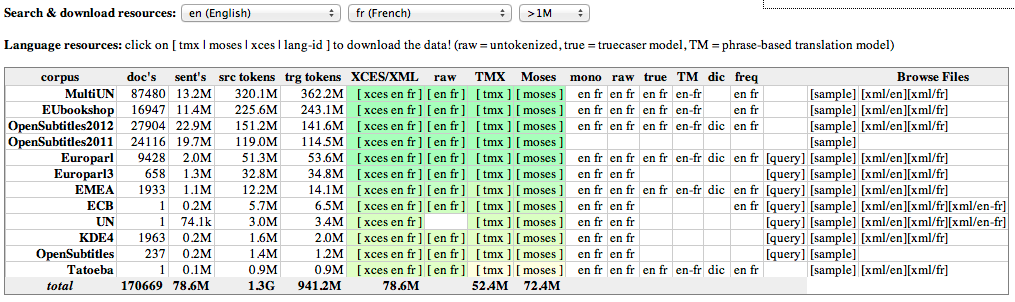 Search & download resources: en (English) fr (French) >1M
Language resources: click on [ tmx | moses | xces | lang-id ] to download the data! (raw = untokenized, true = truecaser model, TM = phrase-based translation model)
corpus doc's sent's src tokens trg tokens XCES/XML raw TMX Moses mono raw true TM dic freq Browse Files
MultiUN 87480 13.2M 320.1M 362.2M [ xces en fr ] [ en fr ] [ tmx ] [ moses ] en fr en fr en fr en-fr en fr [sample] [xml/en][xml/fr]
EUbookshop 16947 11.4M 225.6M 243.1M [ xces en fr ] [ en fr ] [ tmx ] [ moses ] en fr en fr en fr en-fr en fr [sample] [xml/en][xml/fr]
OpenSubtitles2012 27904 22.9M 151.2M 141.6M [ xces en fr ] [ en fr ] [ tmx ] [ moses ] en fr en fr en fr en-fr dic en fr [sample] [xml/en][xml/fr]
OpenSubtitles2011 24116 19.7M 119.0M 114.5M [ xces en fr ] [ en fr ] [ tmx ] [ moses ] [sample]
Europarl 9428 2.0M 51.3M 53.6M [ xces en fr ] [ en fr ] [ tmx ] [ moses ] en fr en fr en fr en-fr dic en fr [query] [sample] [xml/en][xml/fr]
Europarl3 658 1.3M 32.8M 34.8M [ xces en fr ] [ en fr ] [ tmx ] [ moses ] en fr en fr [query] [sample] [xml/en][xml/fr]
EMEA 1933 1.1M 12.2M 14.1M [ xces en fr ] [ en fr ] [ tmx ] [ moses ] en fr en fr en fr en-fr dic en fr [query] [sample] [xml/en][xml/fr]
ECB 1 0.2M 5.7M 6.5M [ xces en fr ] [ en fr ] [ tmx ] [ moses ] en fr en fr en fr [query] [sample] [xml/en][xml/fr][xml/en-fr]
UN 1 74.1k 3.0M 3.4M [ xces en fr ] [ tmx ] [ moses ] en fr en fr [query] [sample] [xml/en][xml/fr][xml/en-fr]
KDE4 1963 0.2M 1.6M 2.0M [ xces en fr ] [ en fr ] [ tmx ] [ moses ] en fr en fr [query] [sample] [xml/en][xml/fr]
OpenSubtitles 237 0.2M 1.4M 1.2M [ xces en fr ] [ en fr ] [ tmx ] [ moses ] en fr en fr [query] [sample] [xml/en][xml/fr]
Tatoeba 1 0.1M 0.9M 0.9M [ xces en fr ] [ en fr ] [ tmx ] [ moses ] en fr en fr en fr en-fr dic en fr [sample] [xml/en][xml/fr]
total 170669 78.6M 1.3G 941.2M 78.6M 52.4M 72.4M